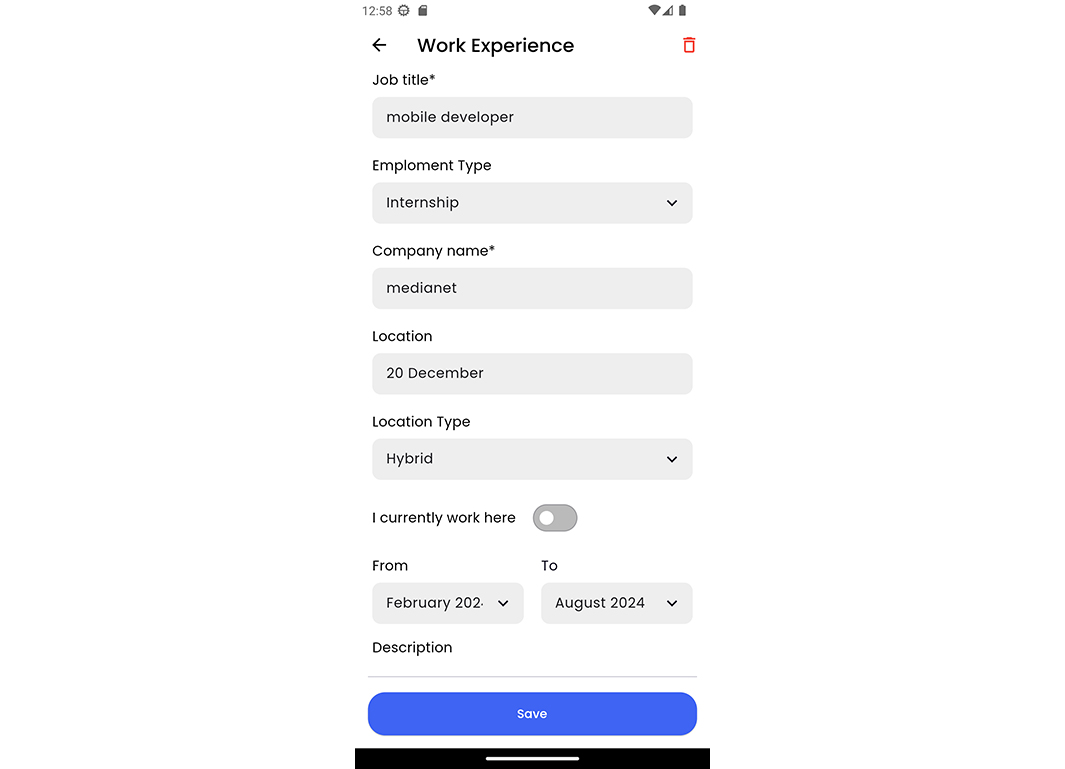 12:58
Work Experience
Job title*
mobile developer
Emploment Type
Internship
Company name*
medianet
Location
20 December
Location Type
Hybrid
I currently work here
From To
February 202 August 2024
Description
Save